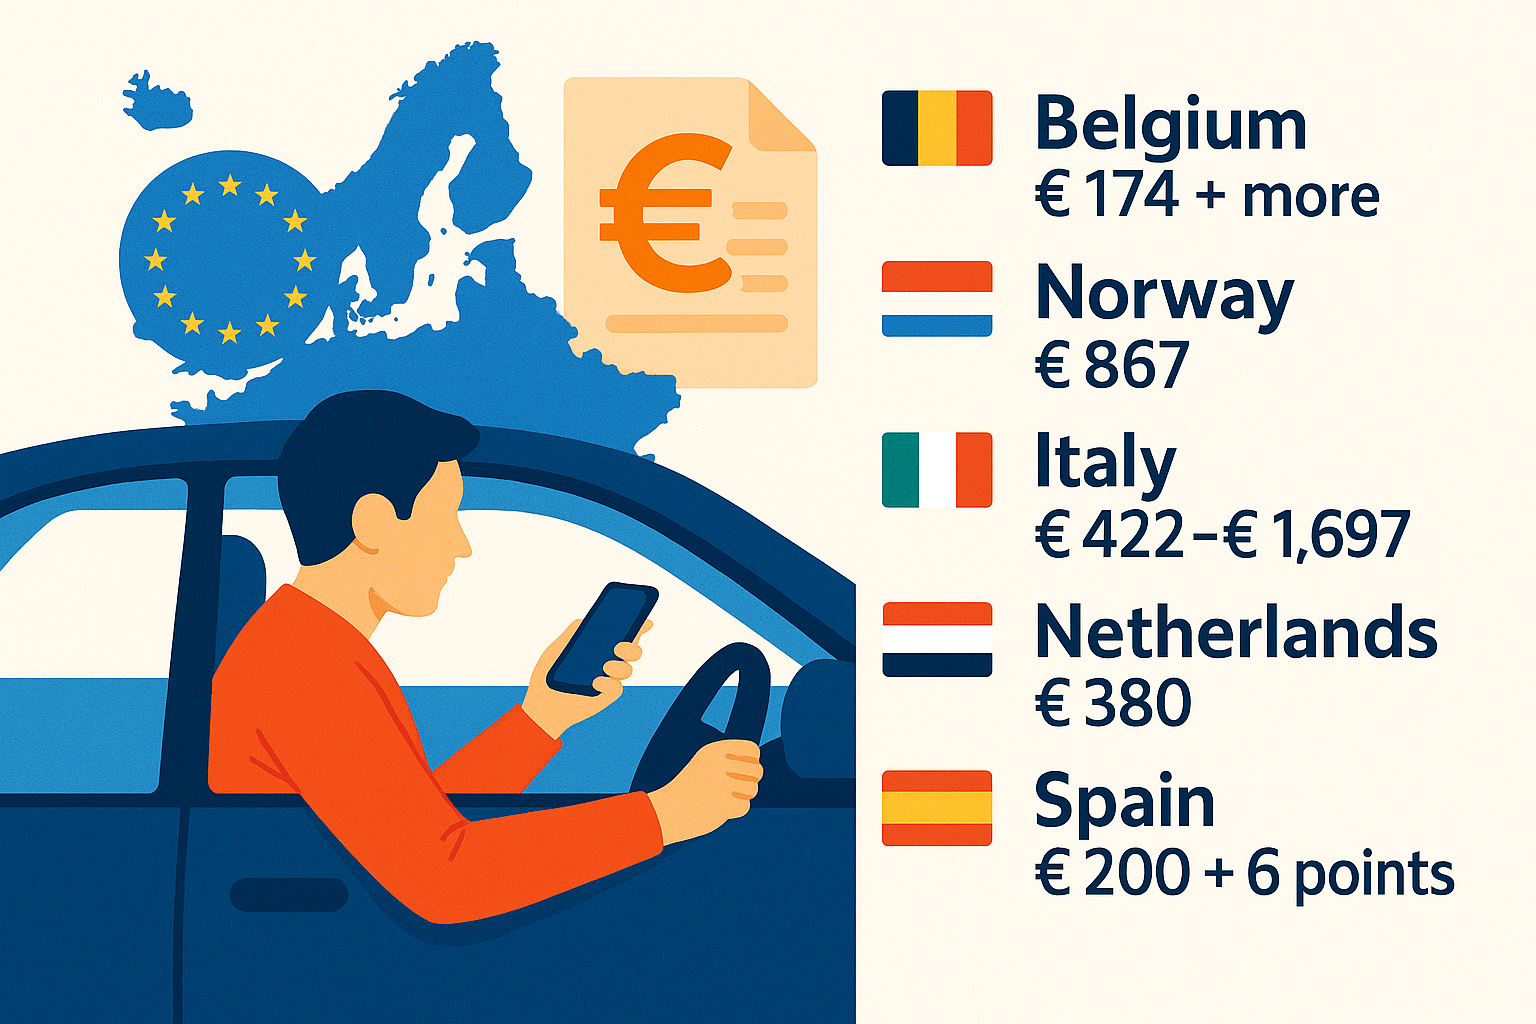 Belgium
€ 174 + more
Norway
€ 867
Italy
€ 422–€ 1,697
Netherlands
€ 380
Spain
€ 200 + 6 points
€